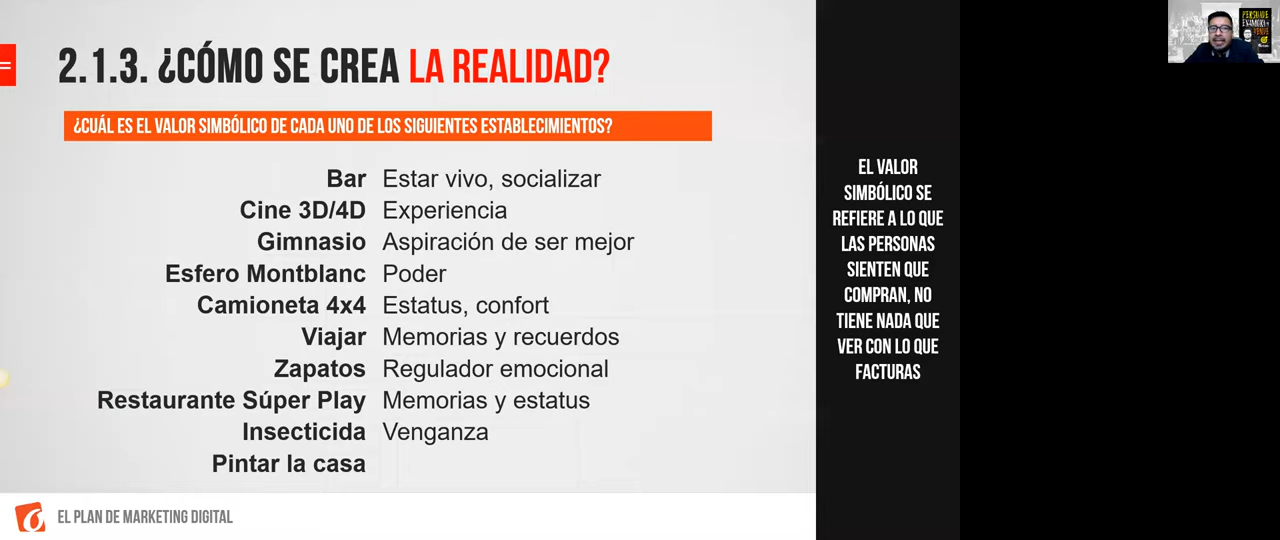 2.1.3. ¿CÓMO SE CREA LA REALIDAD?
¿CUÁL ES EL VALOR SIMBÓLICO DE CADA UNO DE LOS SIGUIENTES ESTABLECIMIENTOS?
Bar Estar vivo, socializar
Cine 3D/4D Experiencia
Gimnasio Aspiración de ser mejor
Esfero Montblanc Poder
Camioneta 4x4 Estatus, confort
Viajar Memorias y recuerdos
Zapatos Regulador emocional
Restaurante Súper Play Memorias y estatus
Insecticida Venganza
Pintar la casa
EL PLAN DE MARKETING DIGITAL
EL VALOR
SIMBÓLICO SE
REFIERE A LO QUE
LAS PERSONAS
SIENTEN QUE
COMPRAN, NO
TIENE NADA QUE
VER CON LO QUE
FACTURAS
PERSUADE
VENDE